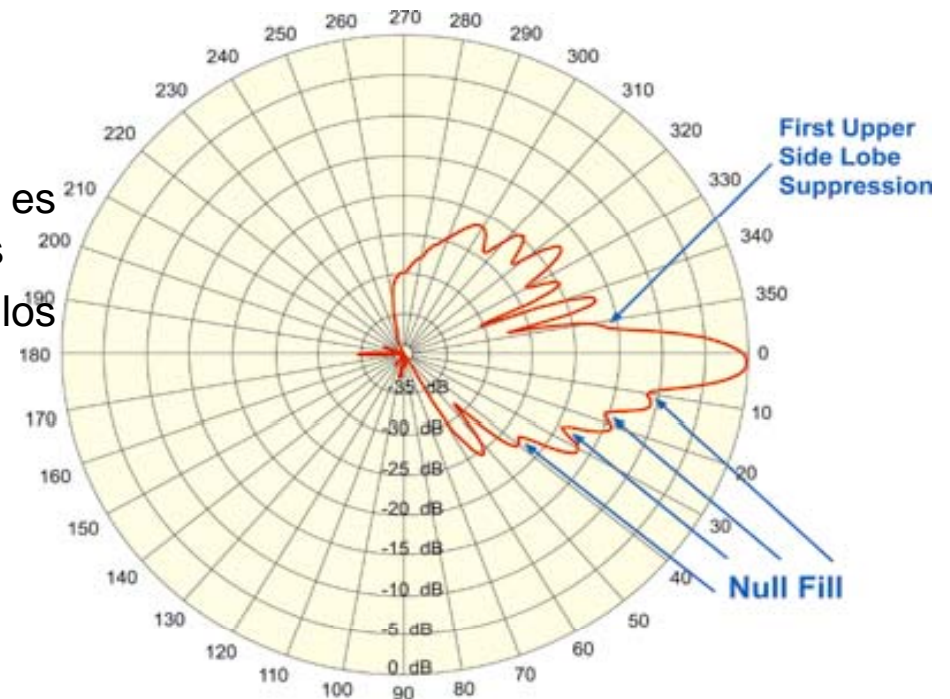 270
260
280
250
290
240
300
230
310
220
320
First Upper
Side Lobe
Suppression
210
es
330
200
s
340
190
los
350
180
0
-35 dB
170
10
-30 dB
160
-25 dB
20
-20 dB
150
30
-15 dB
140
40
Null Fill
-10 dB
130
50
-5 dB
120
60
110
0 dB
70
100
90
80